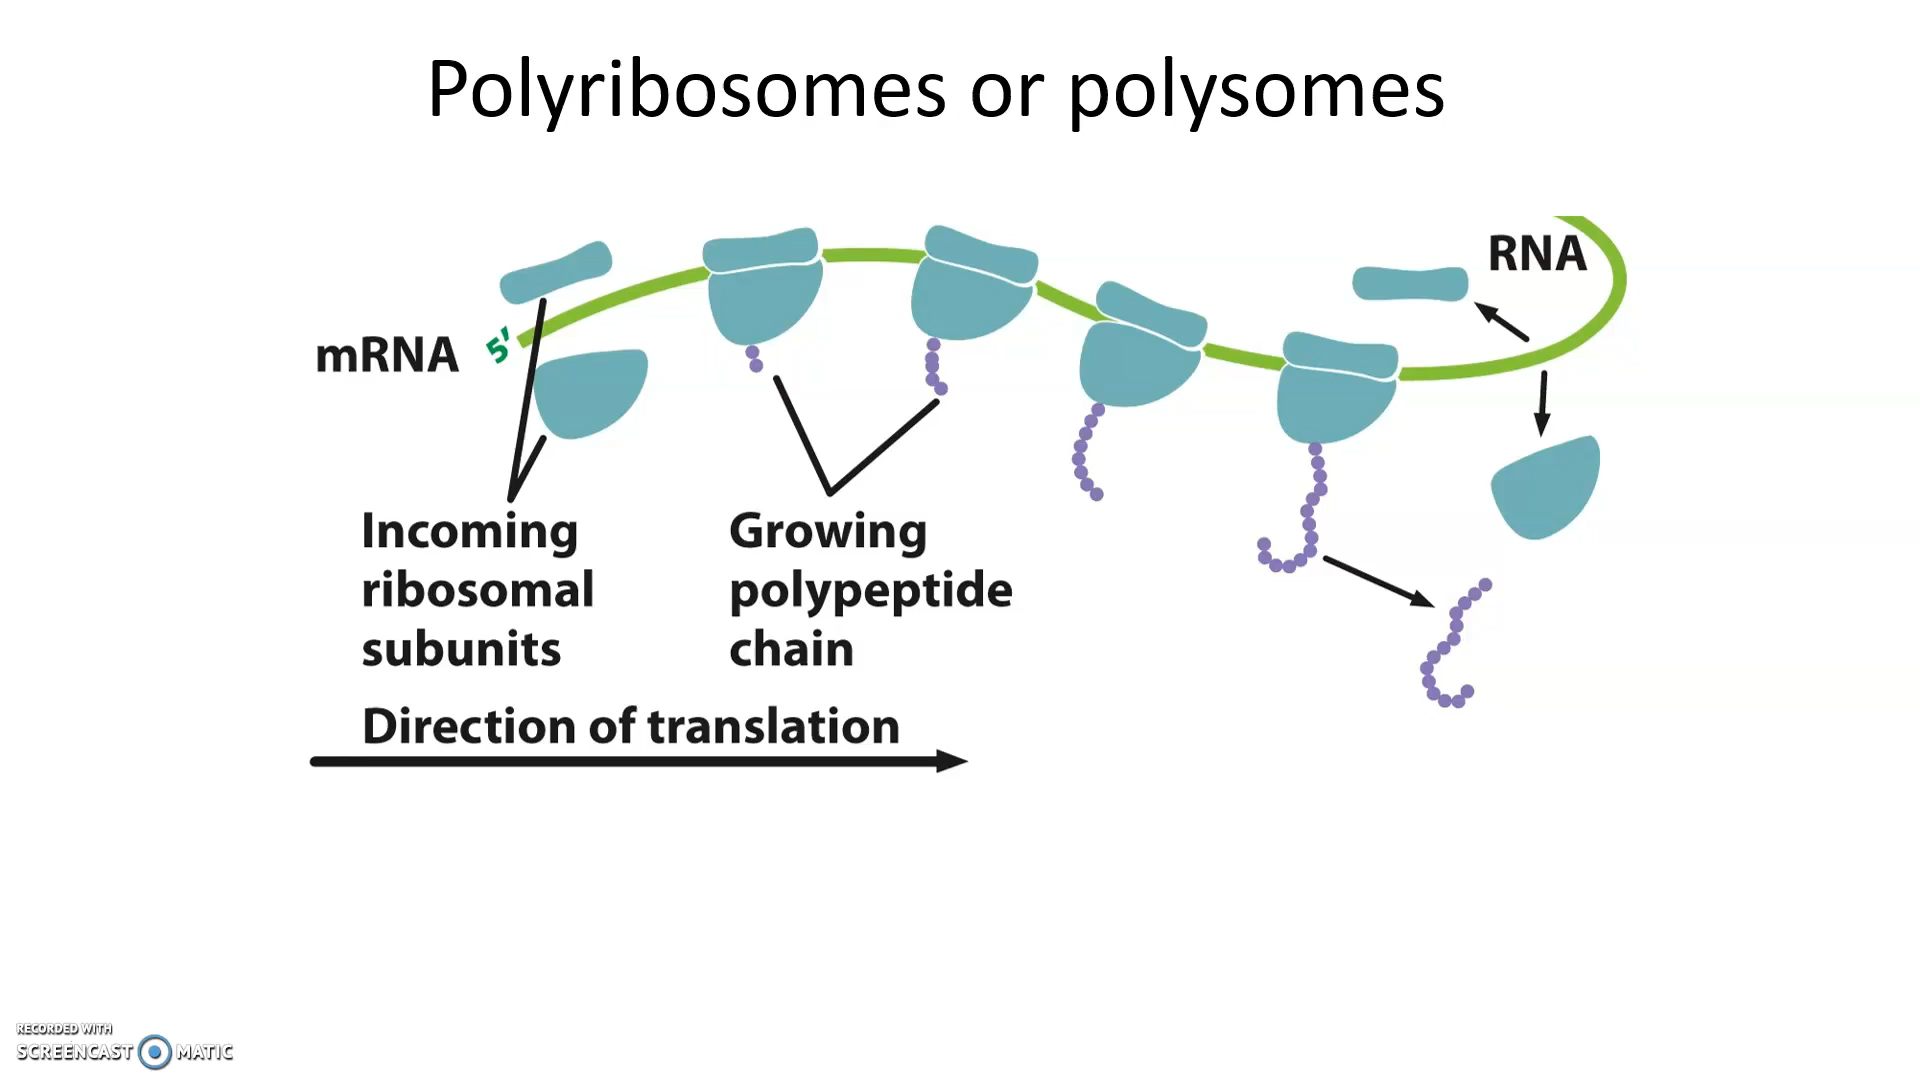 Polyribosomes or polysomes
RNA
mRNA 5'
Incoming
ribosomal
subunits
Growing
polypeptide
chain
Direction of translation
RECORDED WITH
SCREENCAST MATIC